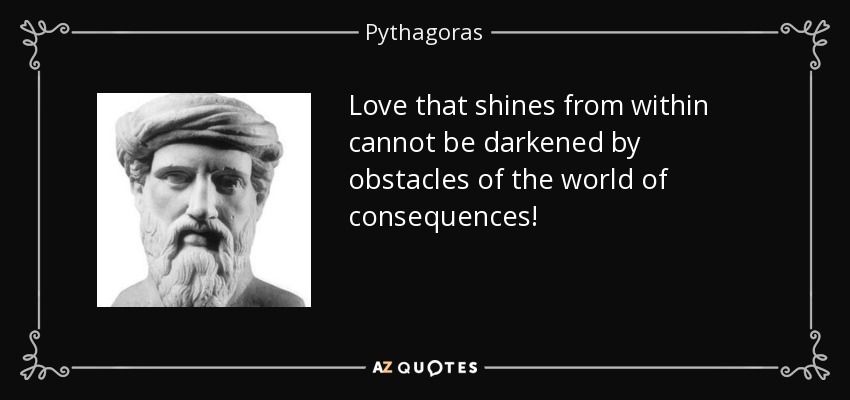 Pythagoras
Love that shines from within
cannot be darkened by
obstacles of the world of
consequences!
AZ QUOTES